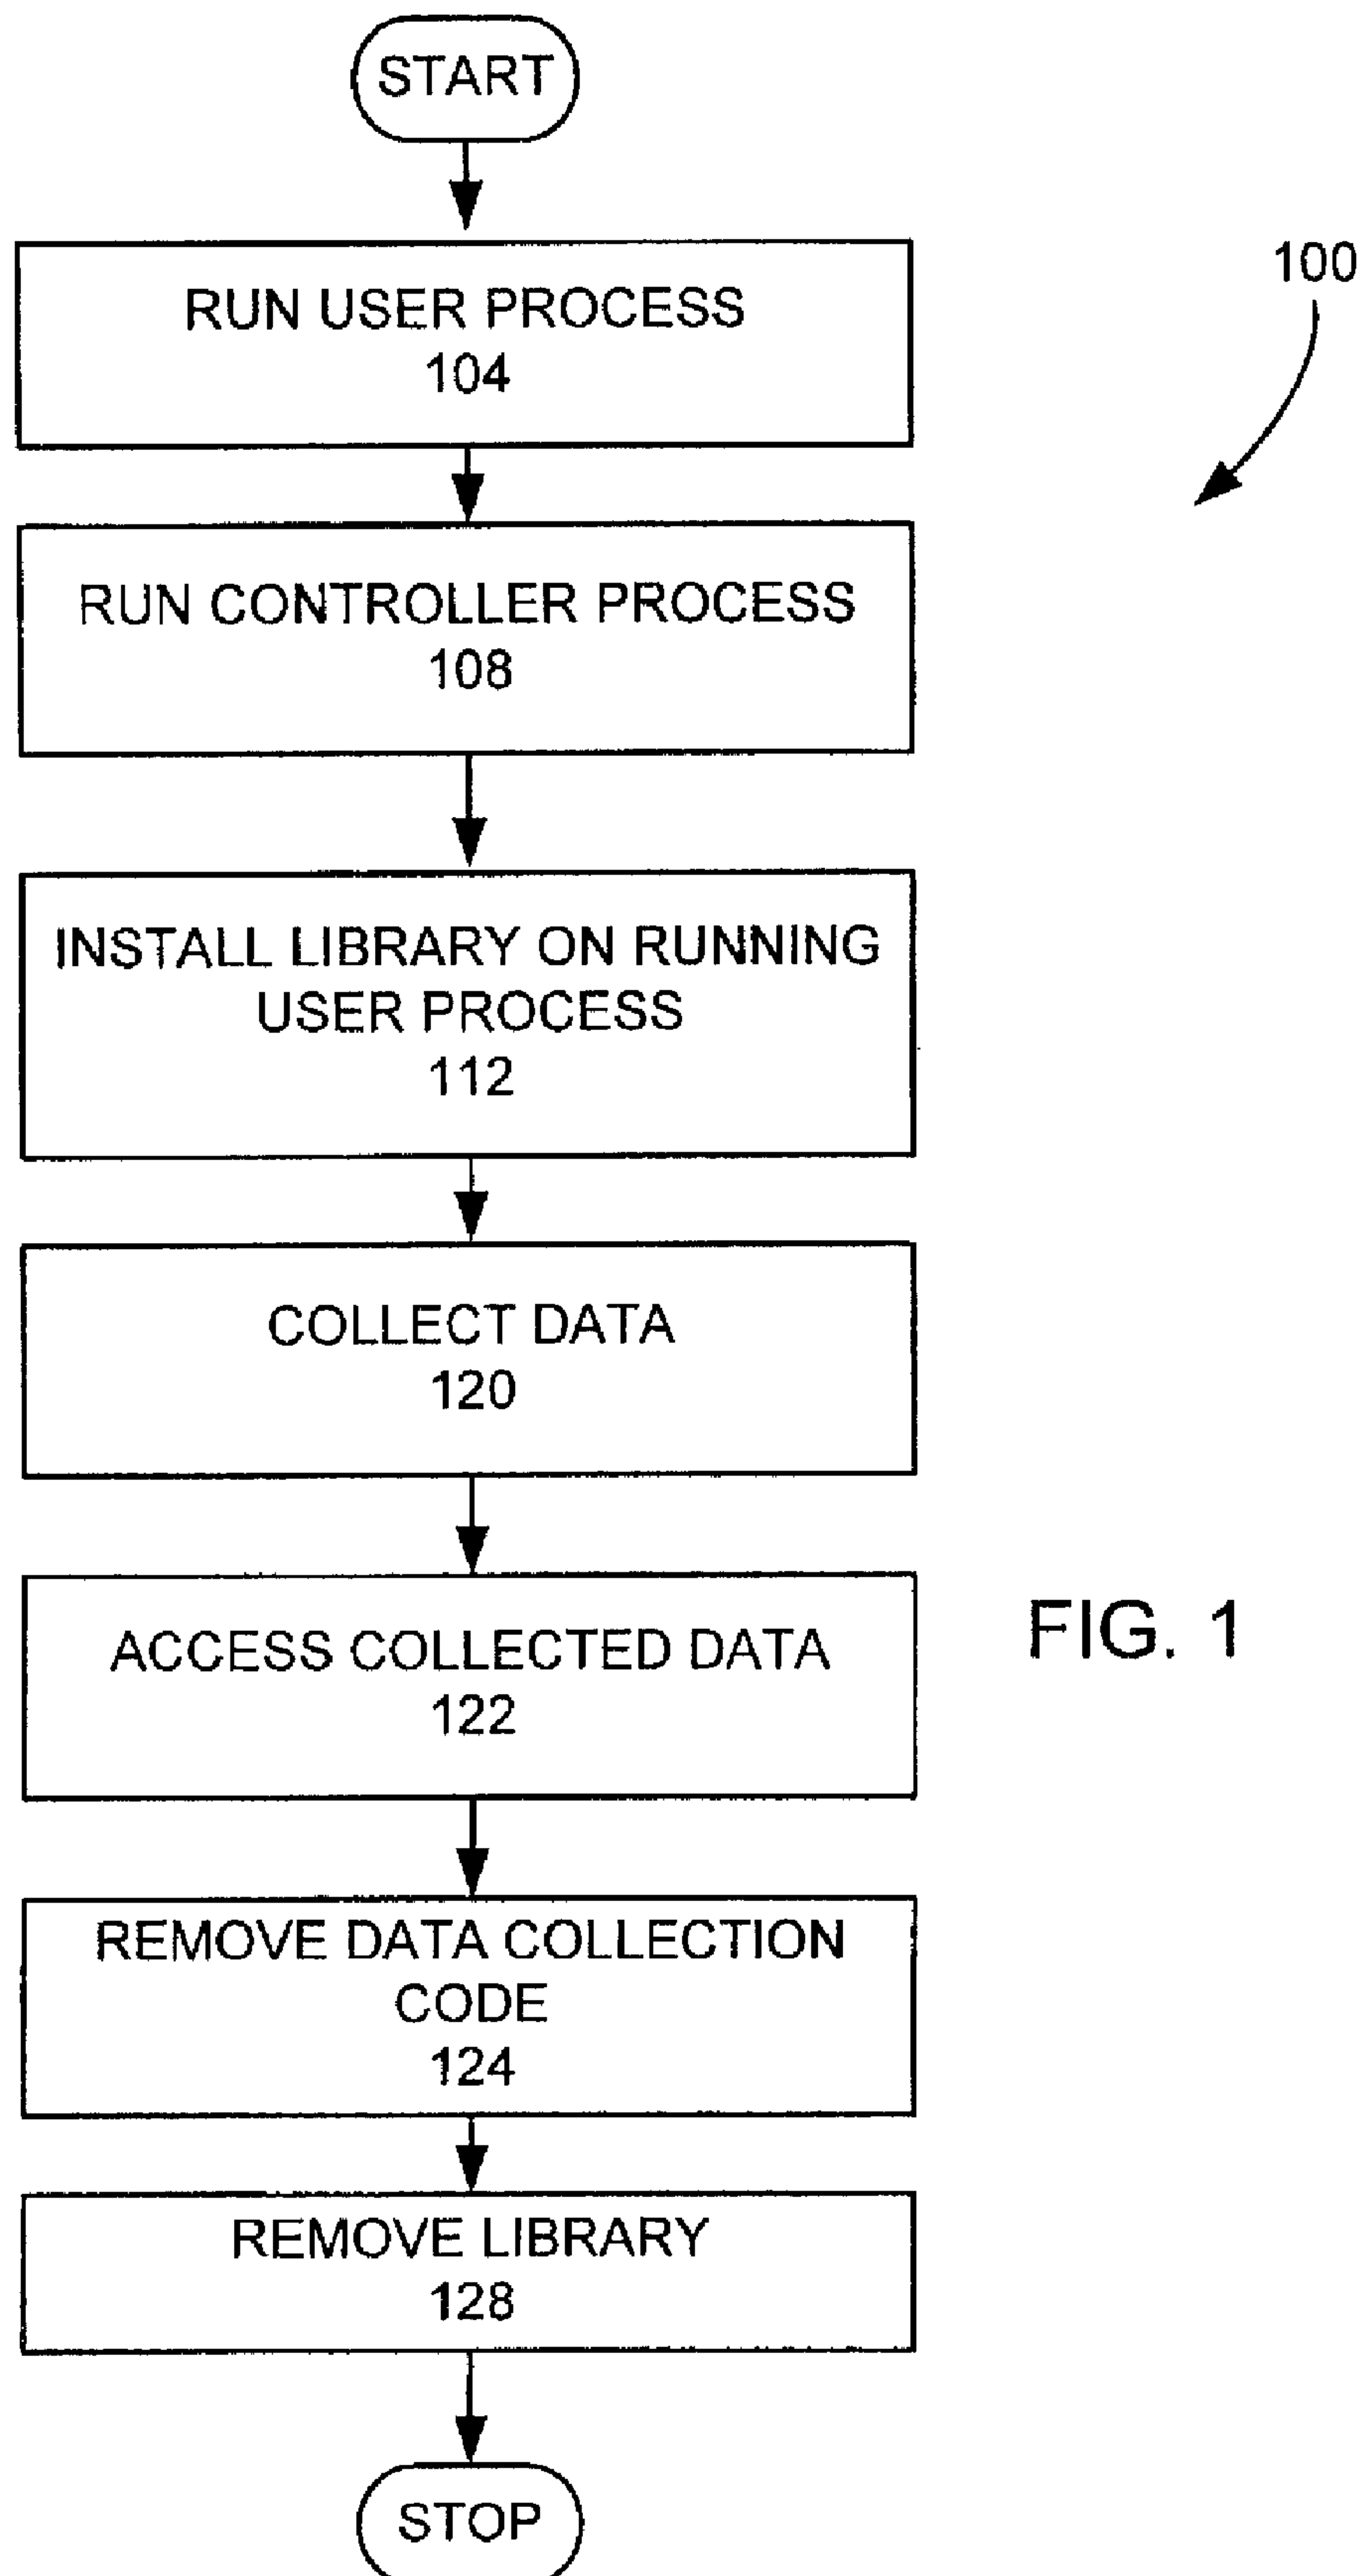 START
RUN USER PROCESS
104
100
RUN CONTROLLER PROCESS
108
INSTALL LIBRARY ON RUNNING
USER PROCESS
112
COLLECT DATA
120
ACCESS COLLECTED DATA
122
FIG. 1
REMOVE DATA COLLECTION
CODE
124
REMOVE LIBRARY
128
STOP